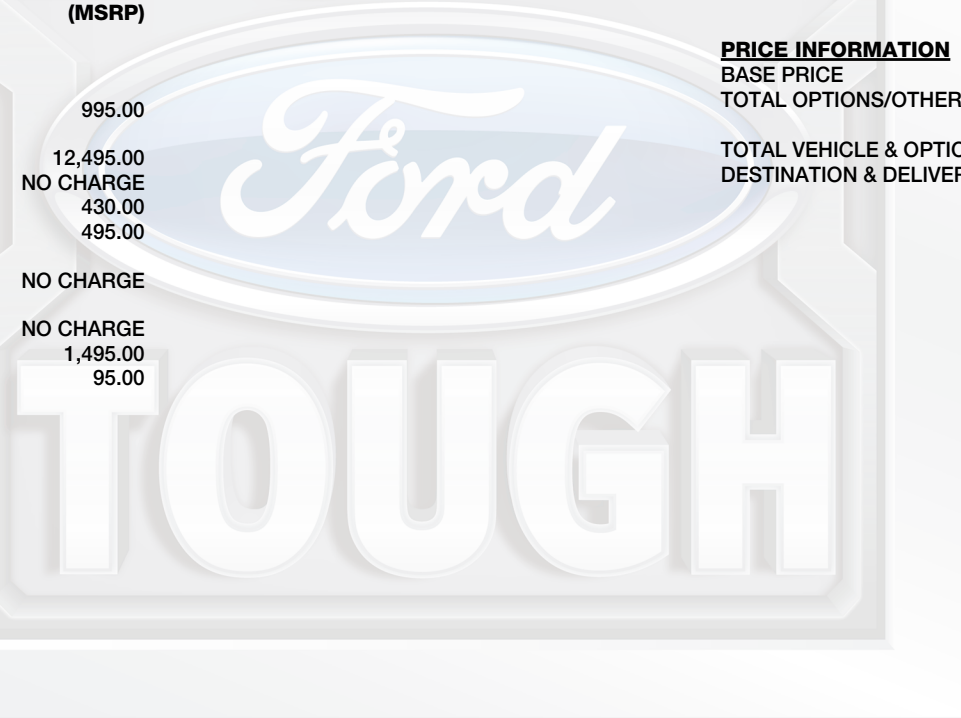 (MSRP)
995.00
12,495.00
NO CHARGE
430.00
495.00
NO CHARGE
NO CHARGE
1,495.00
95.00
PRICE INFORMATION
BASE PRICE
TOTAL OPTIONS/OTHER
TOTAL VEHICLE & OPTIO
DESTINATION & DELIVER
Ford
TOUGH